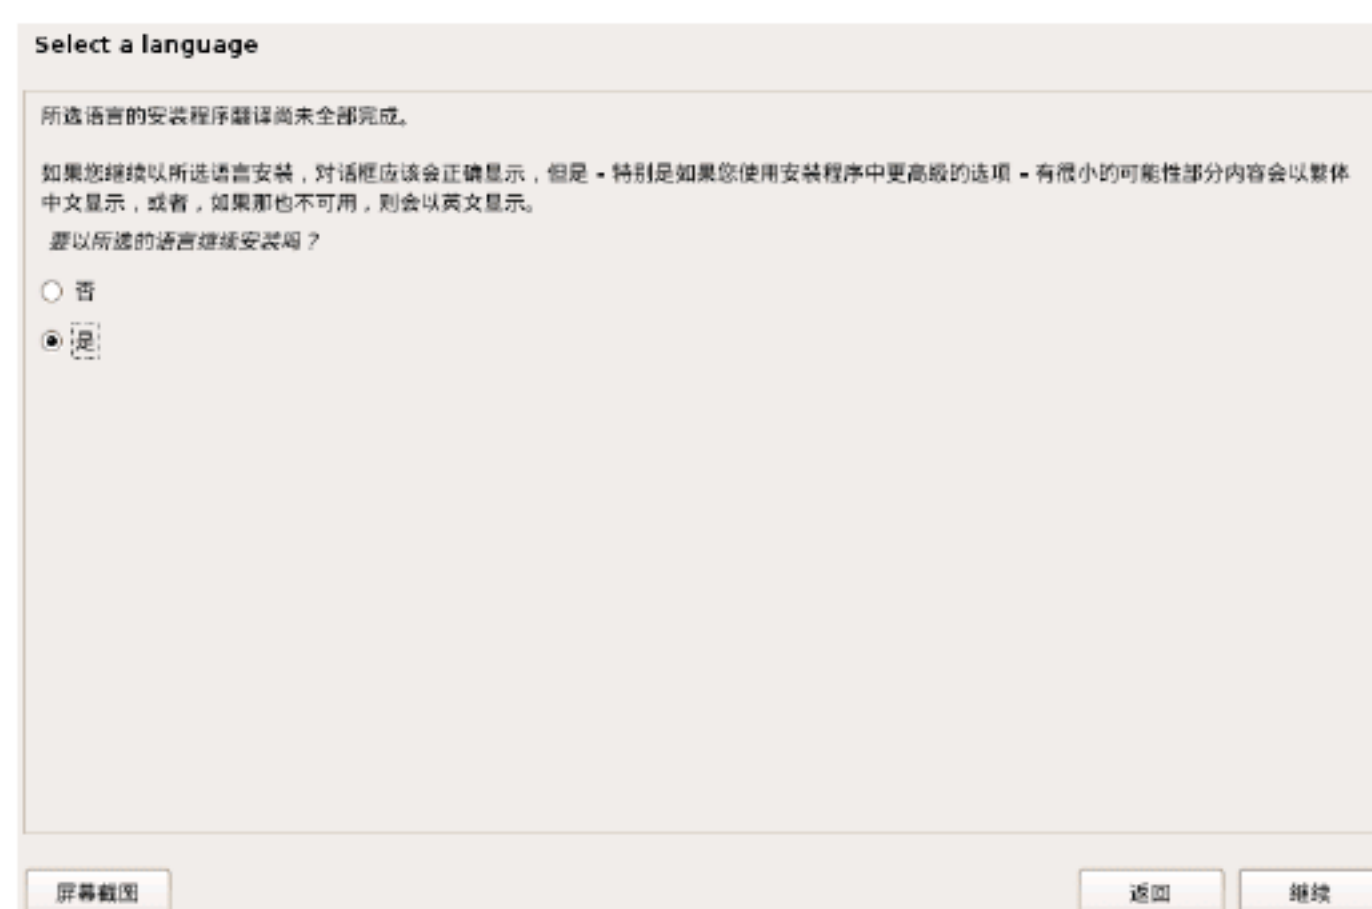 Select a language
所选语言的安装程序翻译尚未全部完成。
如果您继续以所选语言安装，对话框应该会正确显示，但是 - 特别是如果您使用安装程序中更高级的选项 - 有很小的可能性部分内容会以繁体
中文显示，或者，如果那也不可用，则会以英文显示。
要以所选的语言继续安装吗？
否
是
屏幕截图
返回
继续